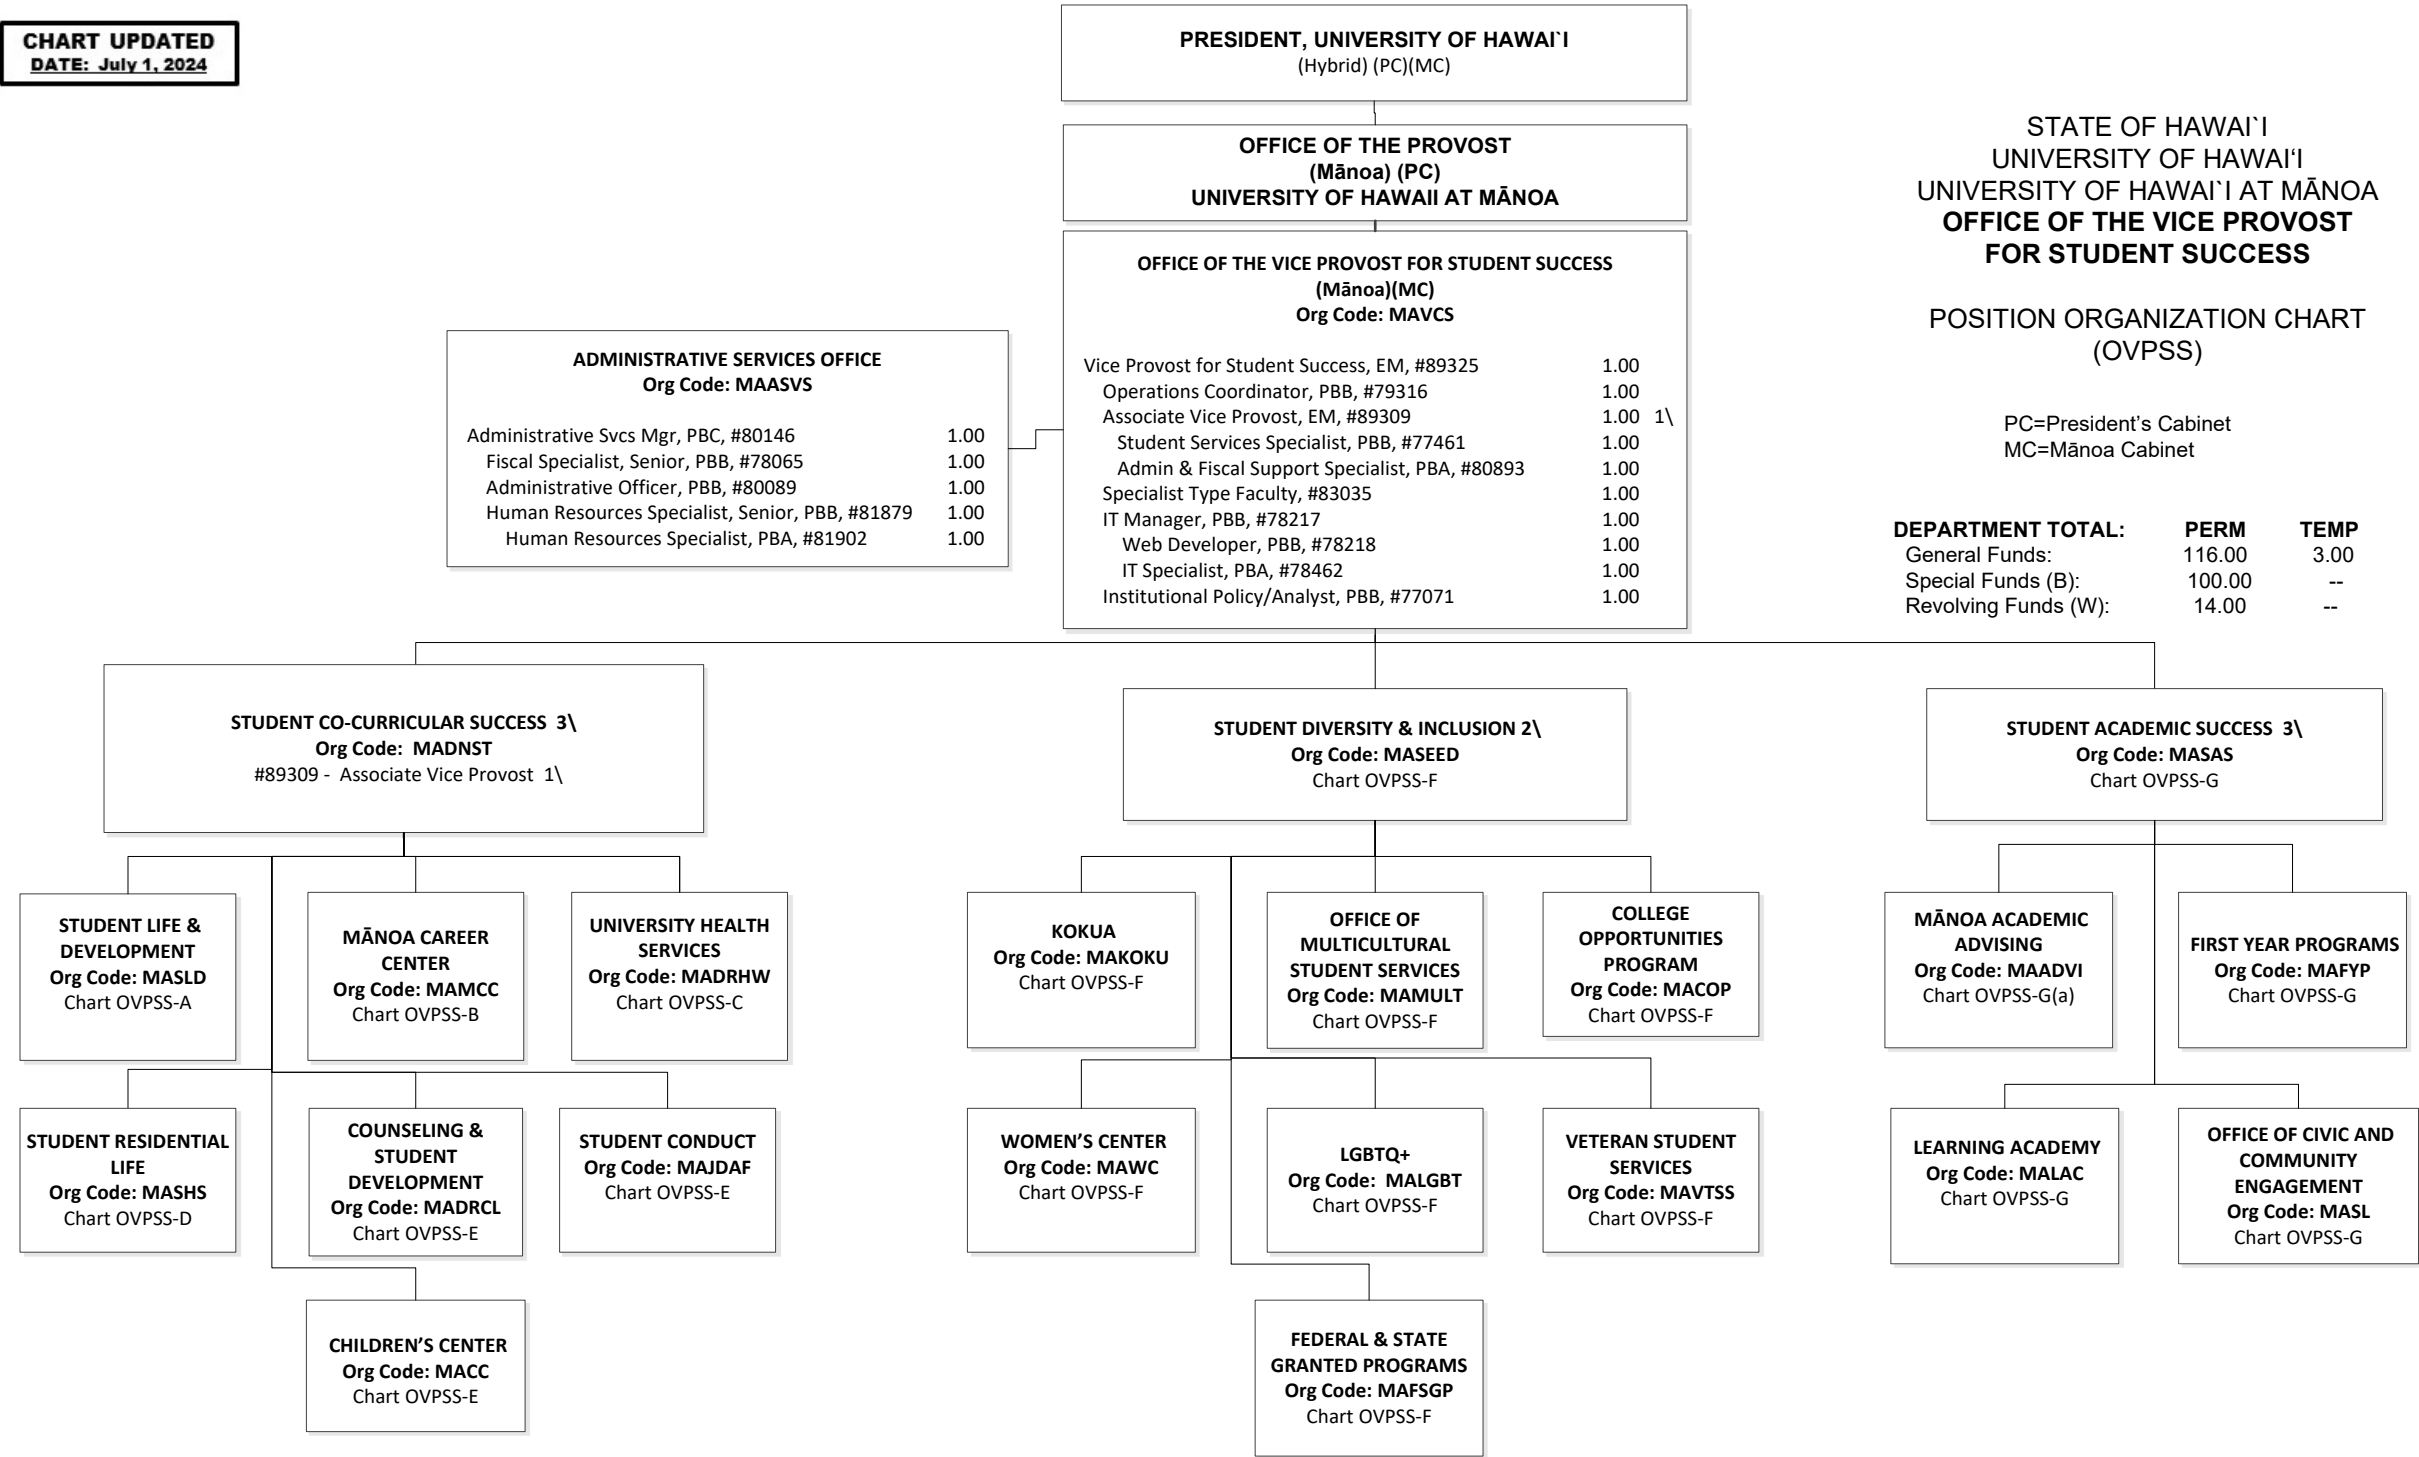 CHART UPDATED
DATE: July 1, 2024
PRESIDENT, UNIVERSITY OF HAWAI`I
(Hybrid) (PC)(MC)
OFFICE OF THE PROVOST
(Mānoa) (PC)
UNIVERSITY OF HAWAII AT MĀNOA
STATE OF HAWAI`I
UNIVERSITY OF HAWAI‘I
UNIVERSITY OF HAWAI`I AT MĀNOA
OFFICE OF THE VICE PROVOST
FOR STUDENT SUCCESS
POSITION ORGANIZATION CHART
(OVPSS)
PC=President’s Cabinet
MC=Mānoa Cabinet
DEPARTMENT TOTAL: PERM TEMP
General Funds: 116.00 3.00
Special Funds (B): 100.00 --
Revolving Funds (W): 14.00 --
OFFICE OF THE VICE PROVOST FOR STUDENT SUCCESS
(Mānoa)(MC)
Org Code: MAVCS
Vice Provost for Student Success, EM, #89325 1.00
Operations Coordinator, PBB, #79316 1.00
Associate Vice Provost, EM, #89309 1.00 1\
Student Services Specialist, PBB, #77461 1.00
Admin & Fiscal Support Specialist, PBA, #80893 1.00
Specialist Type Faculty, #83035 1.00
IT Manager, PBB, #78217 1.00
Web Developer, PBB, #78218 1.00
IT Specialist, PBA, #78462 1.00
Institutional Policy/Analyst, PBB, #77071 1.00
ADMINISTRATIVE SERVICES OFFICE
Org Code: MAASVS
Administrative Svcs Mgr, PBC, #80146 1.00
Fiscal Specialist, Senior, PBB, #78065 1.00
Administrative Officer, PBB, #80089 1.00
Human Resources Specialist, Senior, PBB, #81879 1.00
Human Resources Specialist, PBA, #81902 1.00
STUDENT CO-CURRICULAR SUCCESS 3\
Org Code: MADNST
#89309 - Associate Vice Provost 1\
STUDENT DIVERSITY & INCLUSION 2\
Org Code: MASEED
Chart OVPSS-F
STUDENT ACADEMIC SUCCESS 3\
Org Code: MASAS
Chart OVPSS-G
STUDENT LIFE &
DEVELOPMENT
Org Code: MASLD
Chart OVPSS-A
MĀNOA CAREER
CENTER
Org Code: MAMCC
Chart OVPSS-B
UNIVERSITY HEALTH
SERVICES
Org Code: MADRHW
Chart OVPSS-C
KOKUA
Org Code: MAKOKU
Chart OVPSS-F
OFFICE OF
MULTICULTURAL
STUDENT SERVICES
Org Code: MAMULT
Chart OVPSS-F
COLLEGE
OPPORTUNITIES
PROGRAM
Org Code: MACOP
Chart OVPSS-F
MĀNOA ACADEMIC
ADVISING
Org Code: MAADVI
Chart OVPSS-G(a)
FIRST YEAR PROGRAMS
Org Code: MAFYP
Chart OVPSS-G
STUDENT RESIDENTIAL
LIFE
Org Code: MASHS
Chart OVPSS-D
COUNSELING &
STUDENT
DEVELOPMENT
Org Code: MADRCL
Chart OVPSS-E
STUDENT CONDUCT
Org Code: MAJDAF
Chart OVPSS-E
WOMEN’S CENTER
Org Code: MAWC
Chart OVPSS-F
LGBTQ+
Org Code: MALGBT
Chart OVPSS-F
VETERAN STUDENT
SERVICES
Org Code: MAVTSS
Chart OVPSS-F
LEARNING ACADEMY
Org Code: MALAC
Chart OVPSS-G
OFFICE OF CIVIC AND
COMMUNITY
ENGAGEMENT
Org Code: MASL
Chart OVPSS-G
CHILDREN’S CENTER
Org Code: MACC
Chart OVPSS-E
FEDERAL & STATE
GRANTED PROGRAMS
Org Code: MAFSGP
Chart OVPSS-F